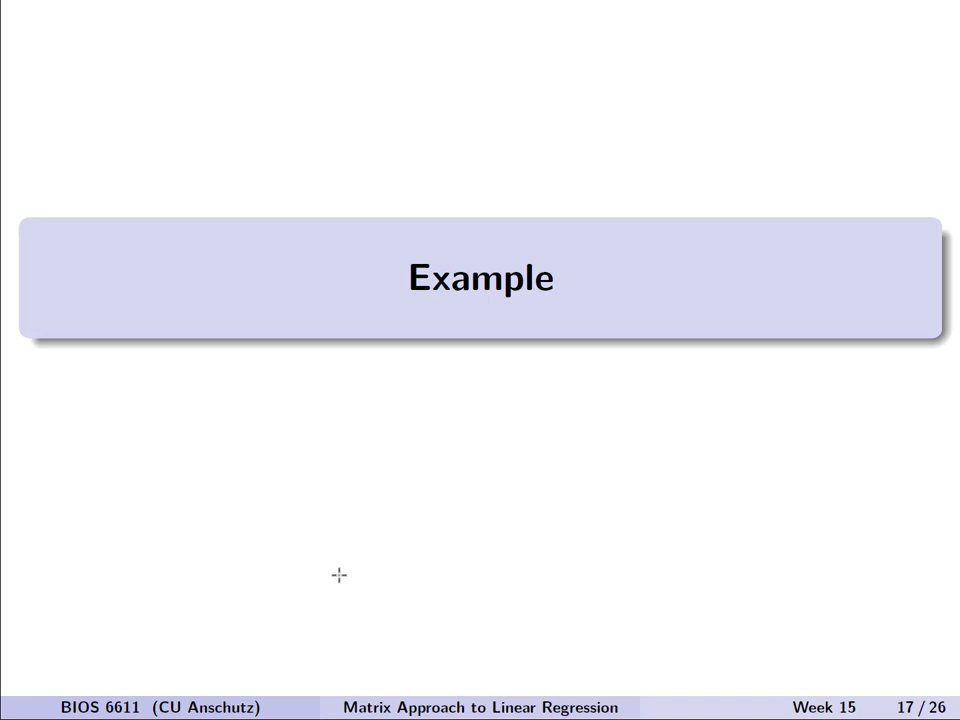 Example
BIOS 6611 (CU Anschutz) Matrix Approach to Linear Regression Week 15 17 / 26